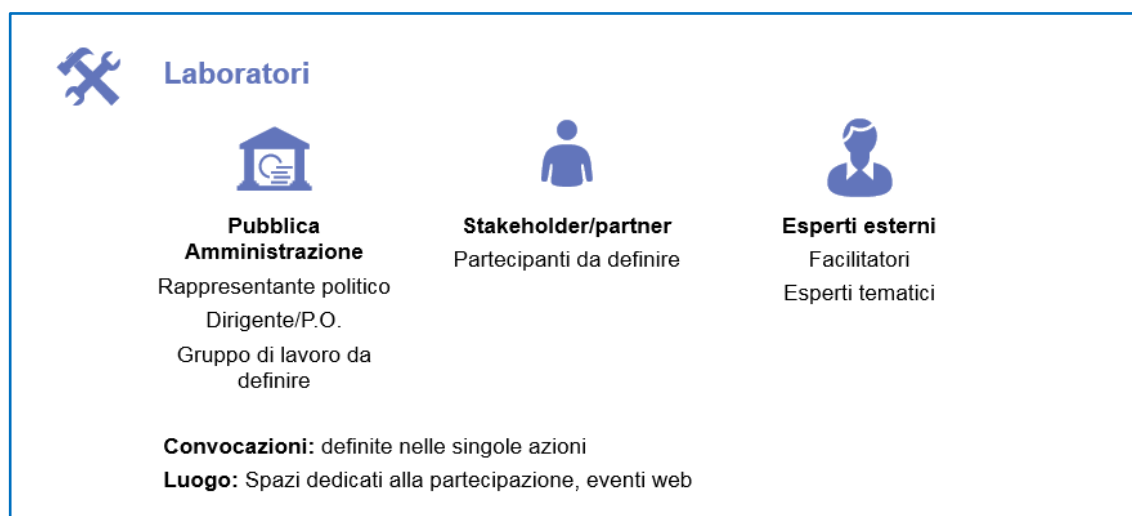 Laboratori
Pubblica
Amministrazione
Rappresentante politico
Dirigente/P.O.
Gruppo di lavoro da
definire
Stakeholder/partner
Partecipanti da definire
Esperti esterni
Facilitatori
Esperti tematici
Convocazioni: definite nelle singole azioni
Luogo: Spazi dedicati alla partecipazione, eventi web